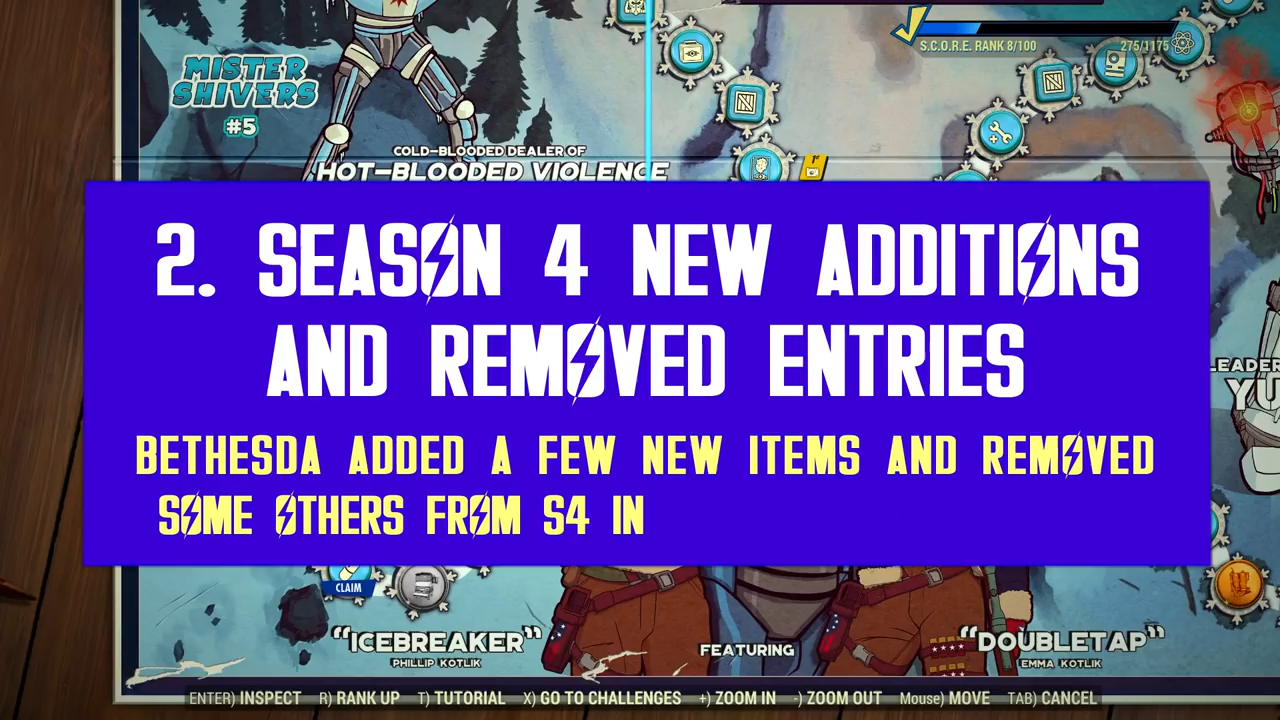 S.C.O.R.E. RANK 8/100
275/1175
MISTER
SHIVERS
#5
COLD-BLOODED DEALER OF
HOT-BLOODED VIOLENCE
2. SEASON 4 NEW ADDITIONS
AND REMOVED ENTRIES
BETHESDA ADDED A FEW NEW ITEMS AND REMOVED
SOME OTHERS FROM S4 IN
LEADER
CLAIM
"ICEBREAKER"
PHILLIP KOTLIK
FEATURING
"DOUBLETAP"
EMMA KOTLIK
ENTER) INSPECT R) RANK UP T) TUTORIAL X) GO TO CHALLENGES +) ZOOM IN -) ZOOM OUT Mouse) MOVE TAB) CANCEL